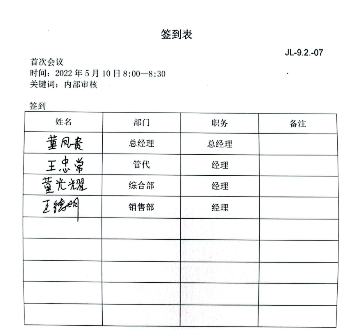 签到表
JL-9.2.-07
首次会议
时间：2022 年 5 月 10 日 8:00—8:30
关键词：内部审核
签到
姓名 部门 职务 备注
董凤贵 总经理 总经理
王忠常 管代 经理
董光耀 综合部 经理
王 明 销售部 经理